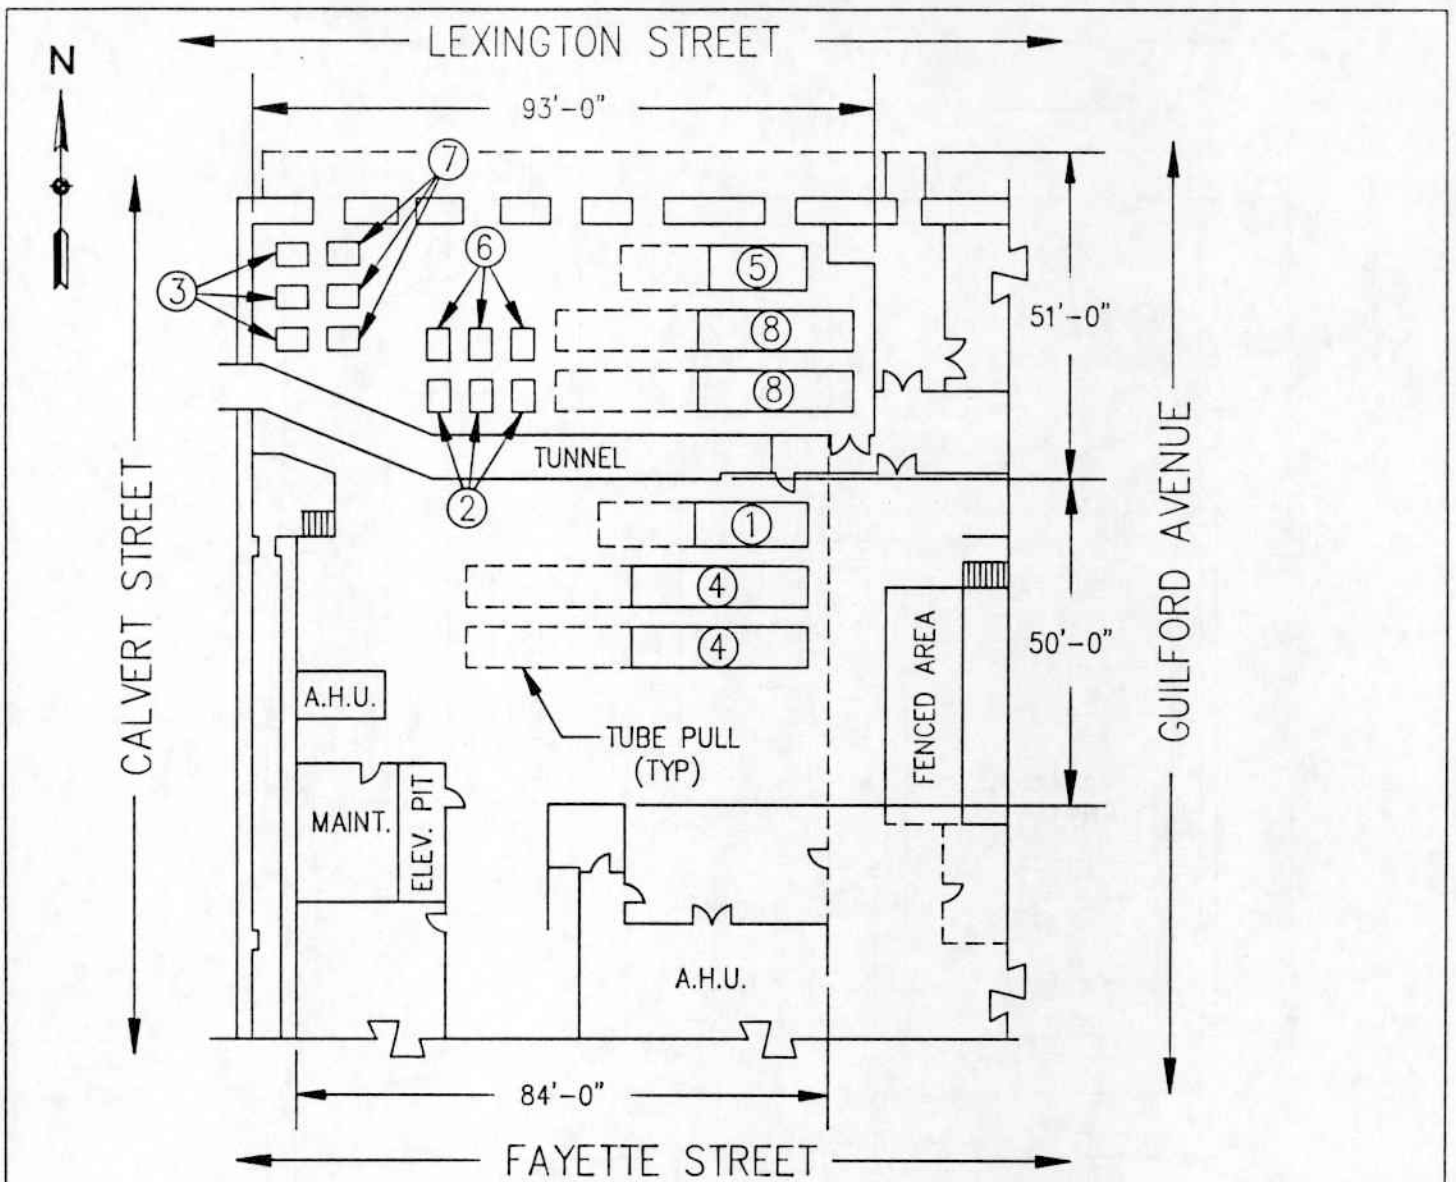 LEXINGTON STREET
N
93'-0"
7
6
3
5
51'-0"
8
8
TUNNEL
2
1
4
50'-0"
4
CALVERT STREET
GUILFORD AVENUE
FENCED AREA
A.H.U.
TUBE PULL
(TYP)
MAINT.
ELEV. PIT
A.H.U.
84'-0"
FAYETTE STREET